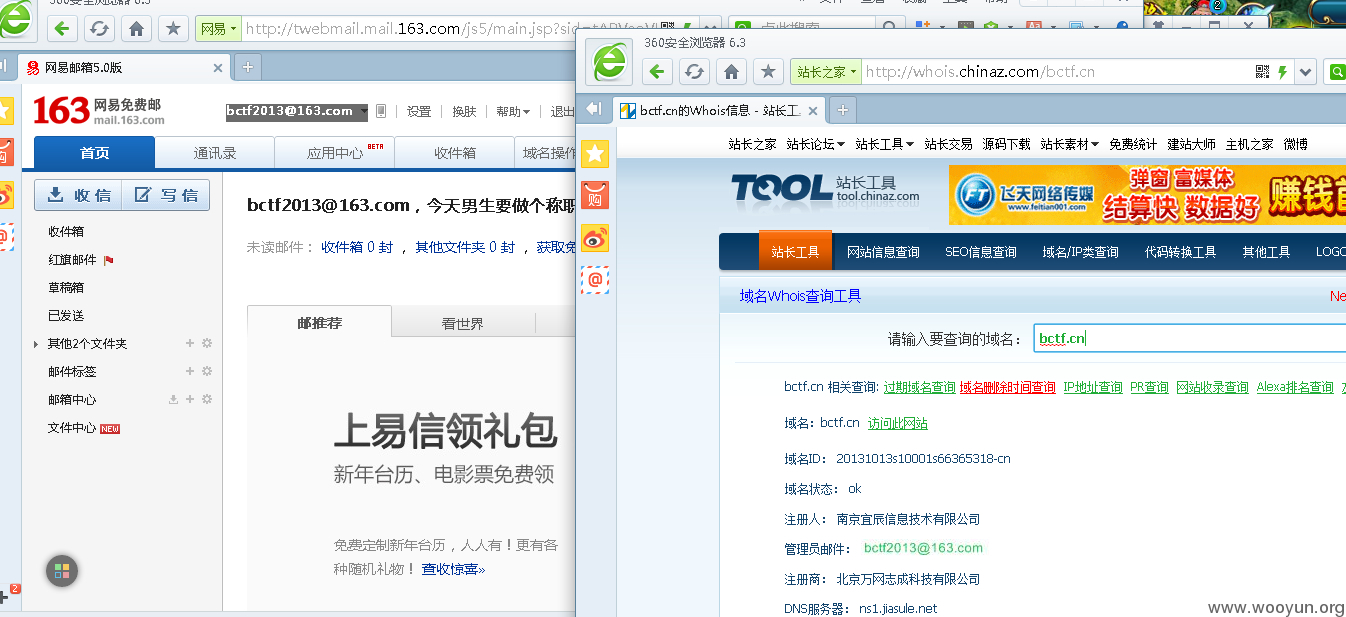 360安全浏览器 6.3
网易 http://twebmail.mail.163.com/js5/main.jsp?sid=
网易邮箱5.0版
163 网易免费邮
mail.163.com
bctf2013@163.com 设置 换肤 帮助 退出
首页 通讯录 应用中心 BETA 收件箱 域名操作
收信 写信
收件箱
红旗邮件
草稿箱
已发送
其他2个文件夹
邮件标签
邮箱中心
文件中心 NEW
bctf2013@163.com，今天男生要做个称职
未读邮件： 收件箱 0 封 ， 其他文件夹 0 封 ， 获取免
邮推荐 看世界
上易信领礼包
新年台历、电影票免费领
免费定制新年台历，人人有！更有各
种随机礼物！ 查收惊喜»
2
2
360安全浏览器 6.3
站长之家 http://whois.chinaz.com/bctf.cn
bctf.cn的Whois信息 - 站长工
购
@
站长之家 站长论坛 站长工具 站长交易 源码下载 站长素材 免费统计 建站大师 主机之家 微博
TOOL 站长工具
tool.chinaz.com
飞天网络传媒
www.feitian001.com
弹窗 富媒体
结算快 数据好
赚钱首
站长工具 网站信息查询 SEO信息查询 域名/IP类查询 代码转换工具 其他工具 LOGO
域名Whois查询工具 Ne
请输入要查询的域名： bctf.cn
bctf.cn 相关查询: 过期域名查询 域名删除时间查询 IP地址查询 PR查询 网站收录查询 Alexa排名查询
域名：bctf.cn 访问此网站
域名ID： 20131013s10001s66365318-cn
域名状态： ok
注册人： 南京宜辰信息技术有限公司
管理员邮件： bctf2013@163.com
注册商： 北京万网志成科技有限公司
DNS服务器： ns1.jiasule.net
www.wooyun.org